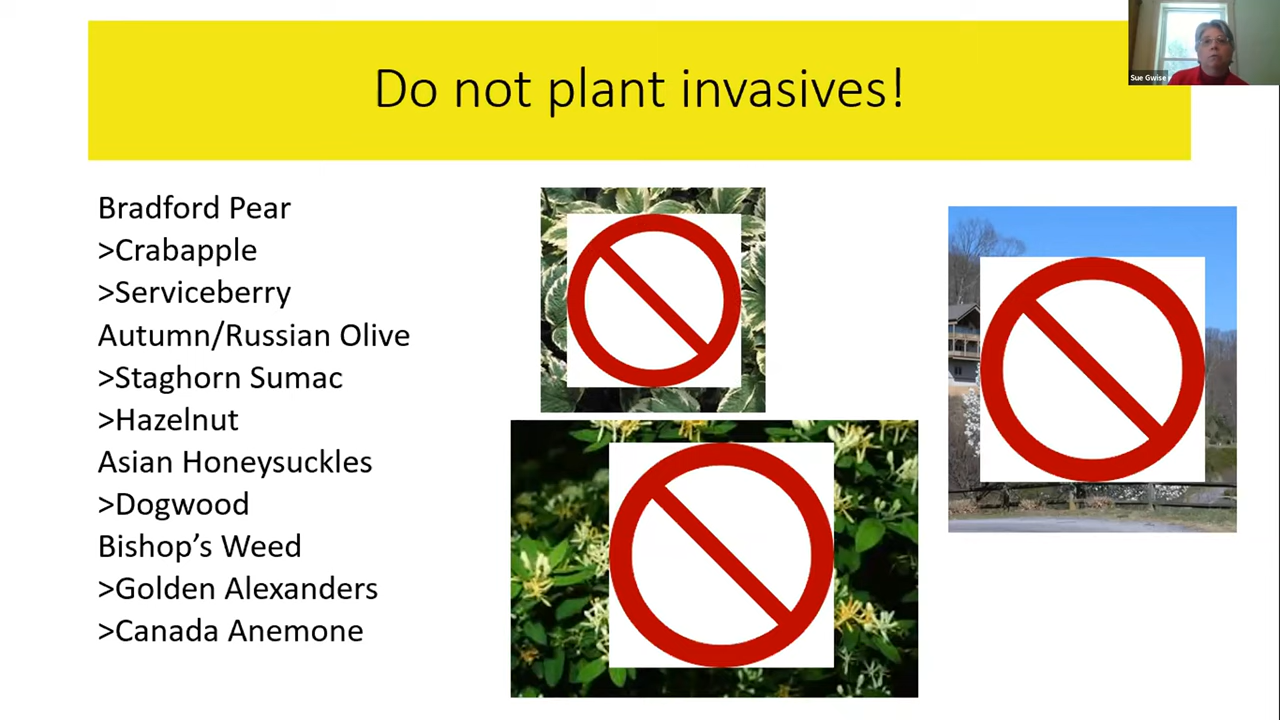 Do not plant invasives!
Sue Gwise
Bradford Pear
>Crabapple
>Serviceberry
Autumn/Russian Olive
>Staghorn Sumac
>Hazelnut
Asian Honeysuckles
>Dogwood
Bishop’s Weed
>Golden Alexanders
>Canada Anemone